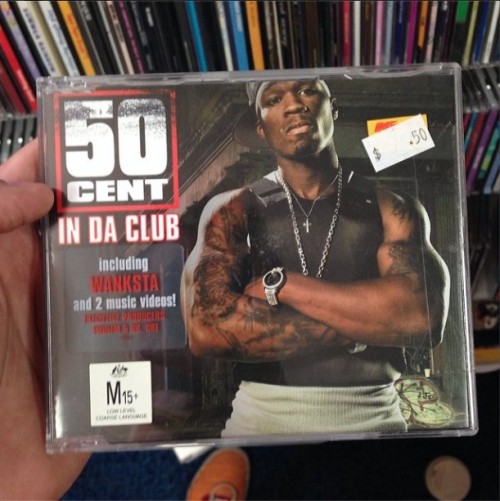 50
CENT
IN DA CLUB
including
WANKSTA
and 2 music videos!
$ .50
M15+
LOW LEVEL
COARSE LANGUAGE